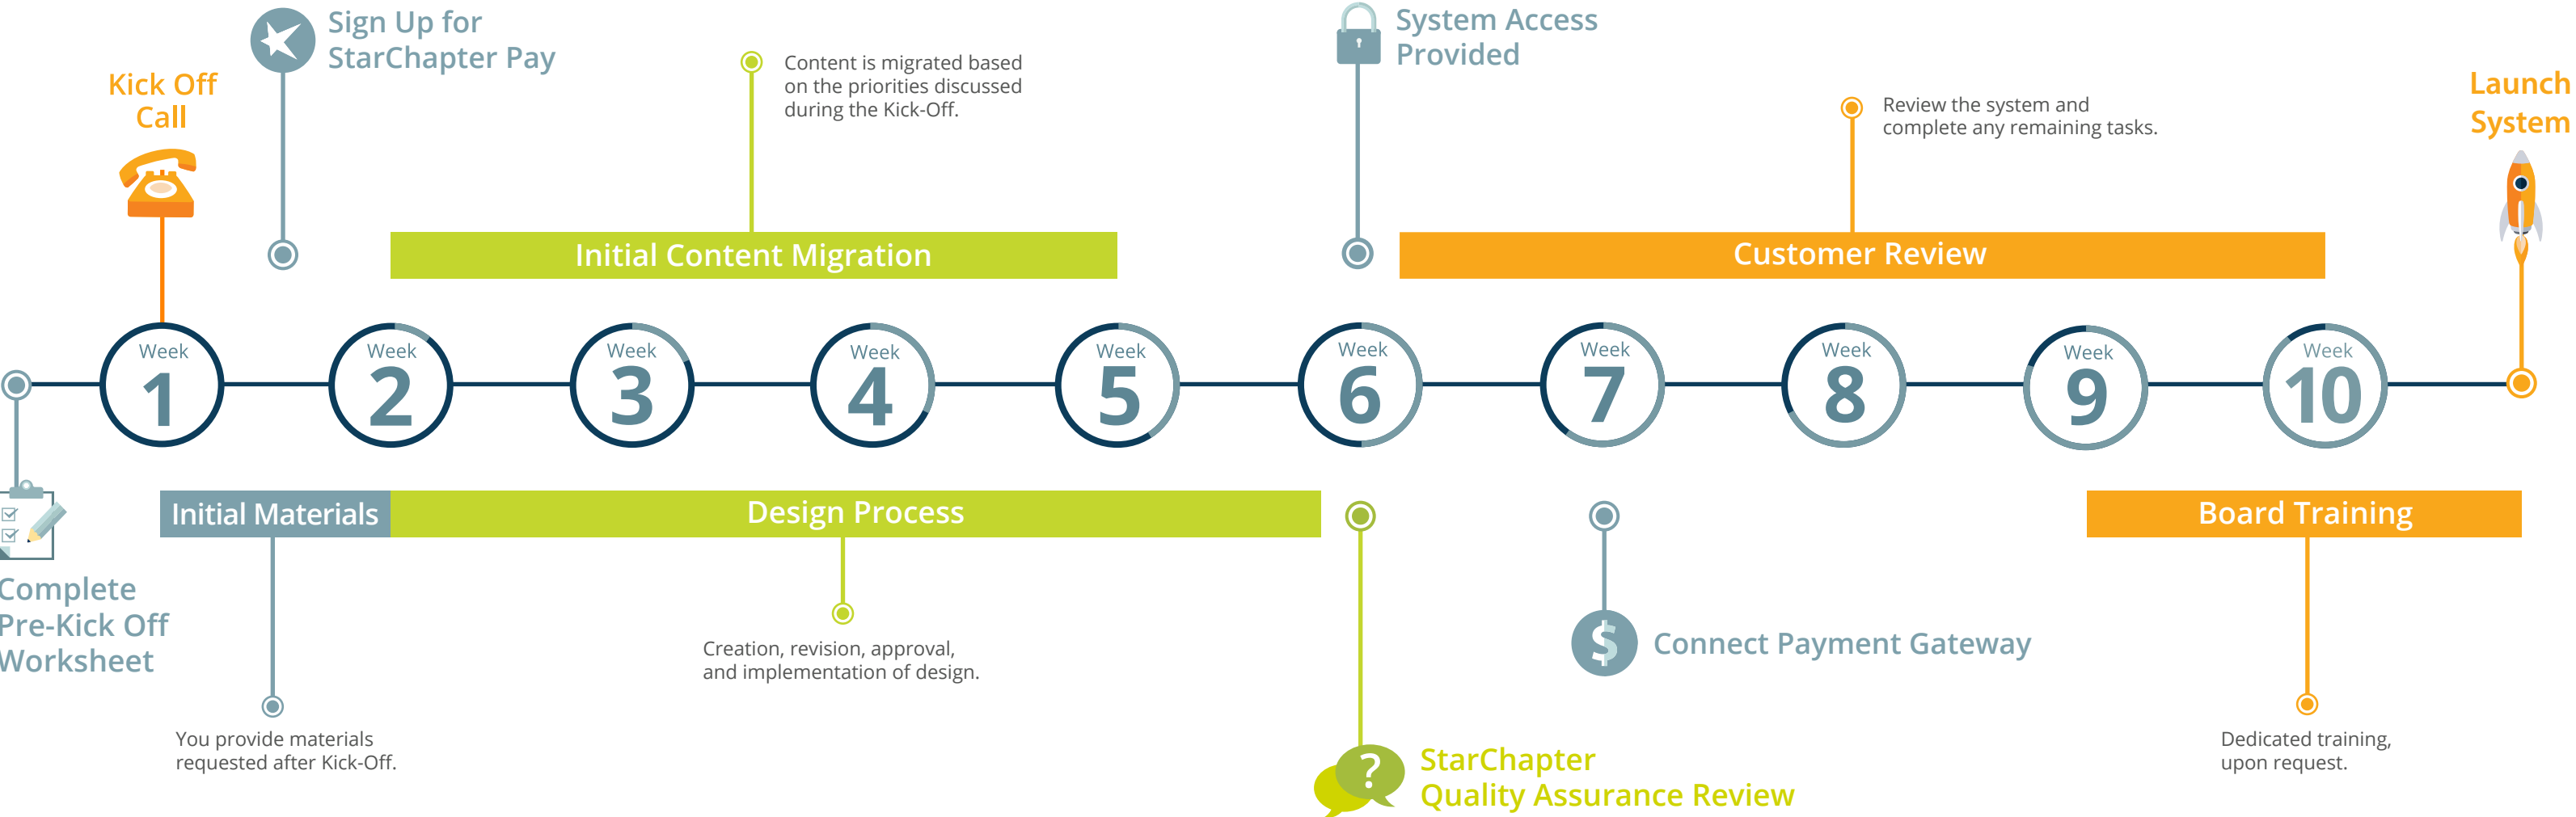 Sign Up for
StarChapter Pay
System Access
Provided
Kick Off
Call
Content is migrated based
on the priorities discussed
during the Kick-Off.
Review the system and
complete any remaining tasks.
Launch
System
Initial Content Migration
Customer Review
Week
1
Week
2
Week
3
Week
4
Week
5
Week
6
Week
7
Week
8
Week
9
Week
10
Initial Materials
Design Process
Board Training
Complete
Pre-Kick Off
Worksheet
Creation, revision, approval,
and implementation of design.
$
Connect Payment Gateway
You provide materials
requested after Kick-Off.
?
StarChapter
Quality Assurance Review
Dedicated training,
upon request.